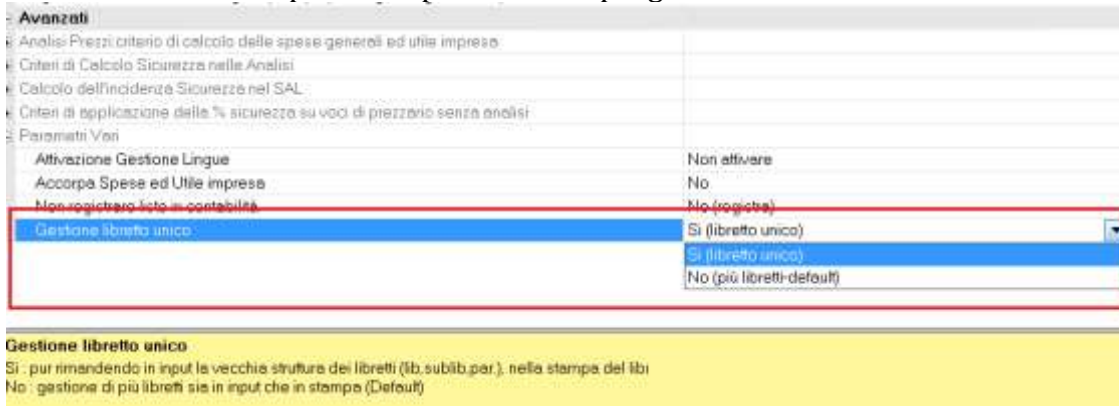 Avanzati
Analisi Prezzi:criterio di calcolo delle spese generali ed utile impresa
Criteri di Calcolo Sicurezza nelle Analisi
Calcolo dell'incidenza Sicurezza nel SAL
Criteri di applicazione della % sicurezza su voci di prezzario senza analisi
Parametri Vari
Attivazione Gestione Lingue Non attivare
Accorpa Spese ed Utile impresa No
Non registrare liste in contabilità No (registra)
Gestione libretto unico Si (libretto unico)
Si (libretto unico)
No (più libretti-default)
Gestione libretto unico
Si : pur rimandendo in input la vecchia struttura dei libretti (lib,sublib,par.), nella stampa del libr
No : gestione di più libretti sia in input che in stampa (Default)